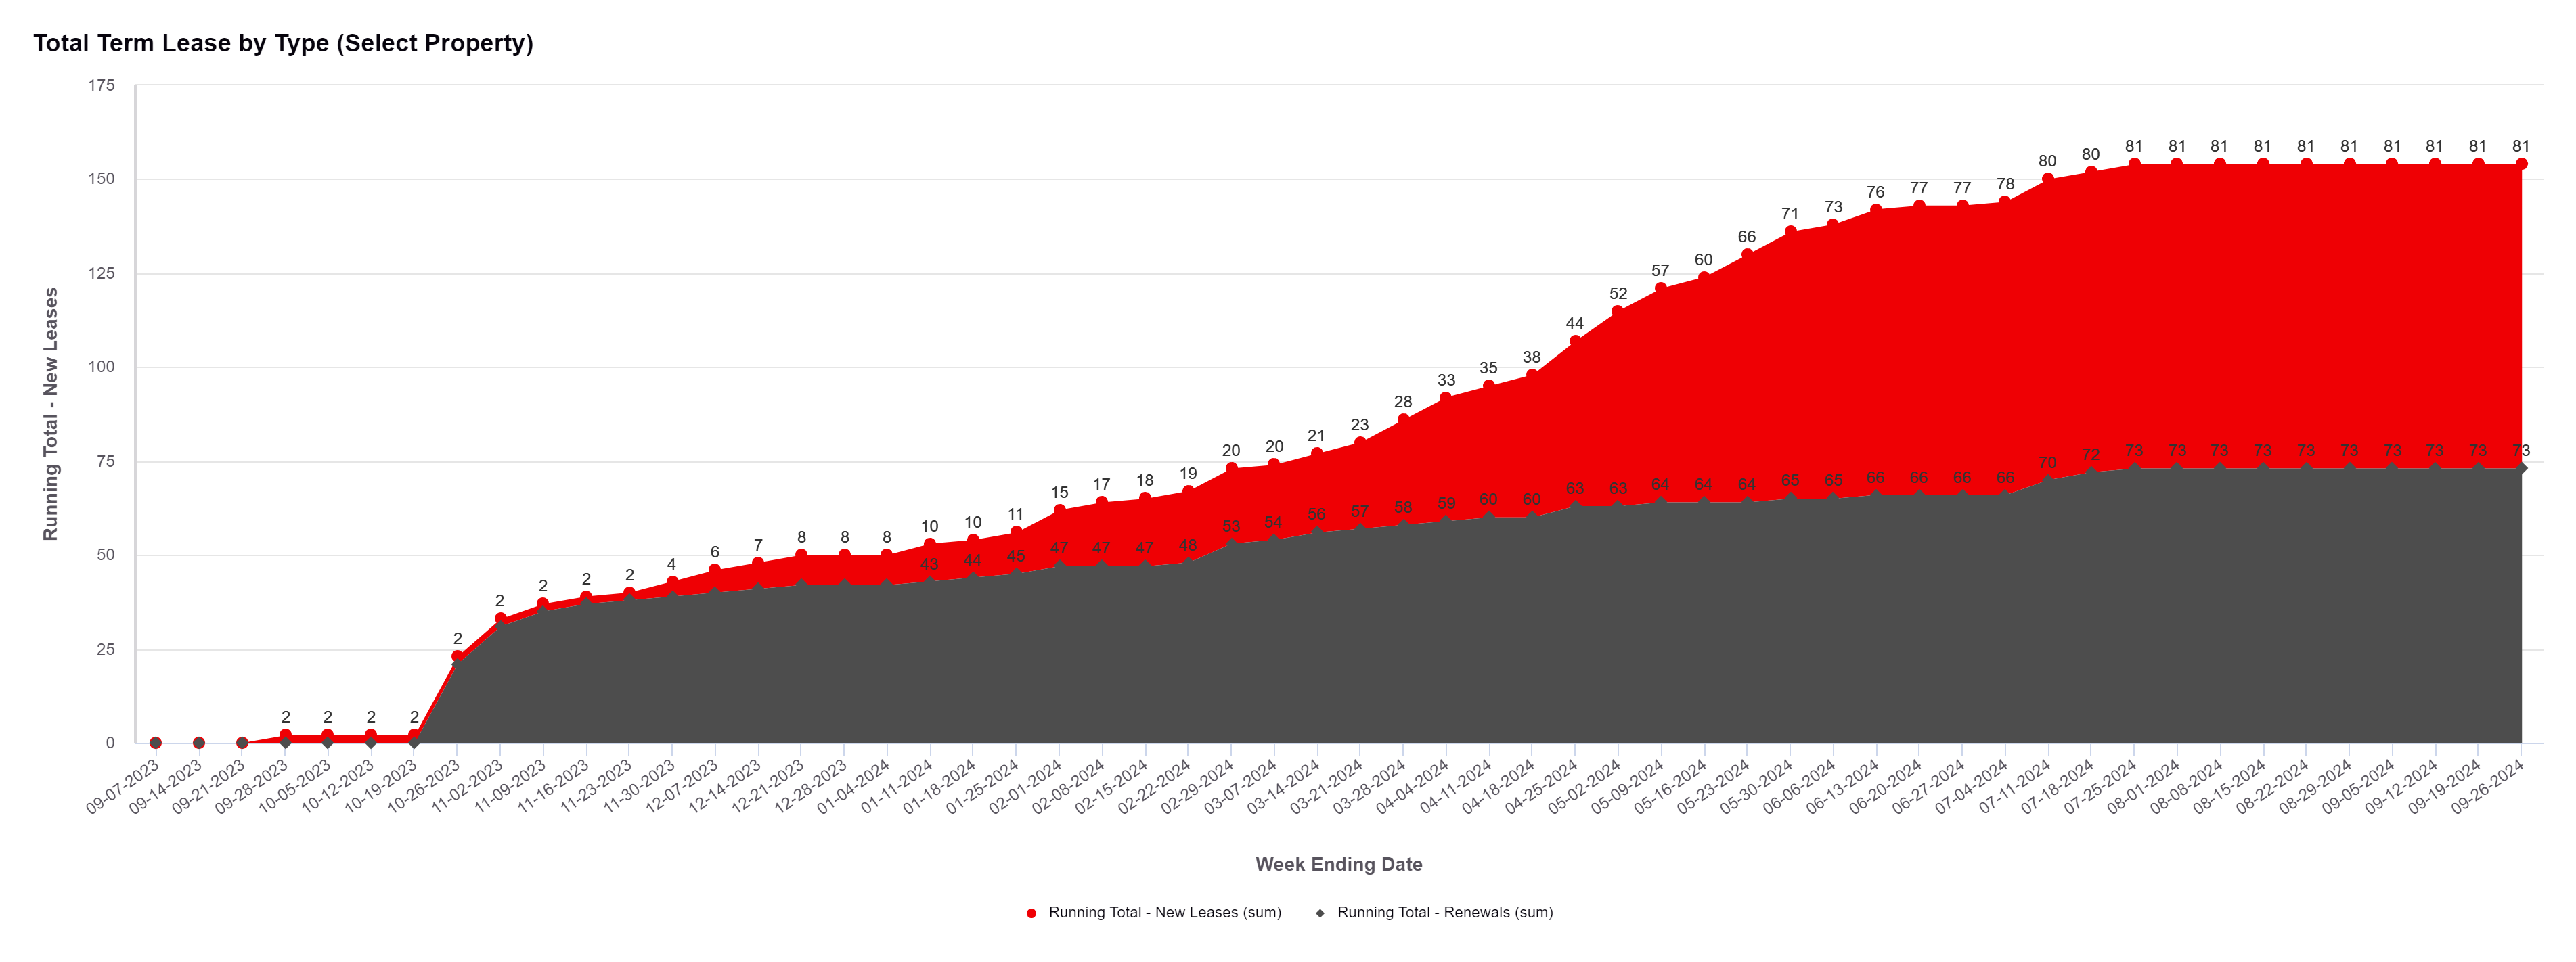 Total Term Lease by Type (Select Property)
175
150
125
100
75
50
25
0
Running Total - New Leases
2 2 2 2 2 2 2 2 2 4 6 7 8 8 8 10 10 11 15 17 18 19 20 20 21 23 28 33 35 38 44 52 57 60 66 71 73 76 77 77 78 80 80 81 81 81 81 81 81 81 81 81 81
43 44 45 47 47 47 48 53 54 56 57 58 59 60 60 63 63 64 64 64 65 65 66 66 66 66 70 72 73 73 73 73 73 73 73 73 73 73
09-07-2023 09-14-2023 09-21-2023 09-28-2023 10-05-2023 10-12-2023 10-19-2023 10-26-2023 11-02-2023 11-09-2023 11-16-2023 11-23-2023 11-30-2023 12-07-2023 12-14-2023 12-21-2023 12-28-2023 01-04-2024 01-11-2024 01-18-2024 01-25-2024 02-01-2024 02-08-2024 02-15-2024 02-22-2024 02-29-2024 03-07-2024 03-14-2024 03-21-2024 03-28-2024 04-04-2024 04-11-2024 04-18-2024 04-25-2024 05-02-2024 05-09-2024 05-16-2024 05-23-2024 05-30-2024 06-06-2024 06-13-2024 06-20-2024 06-27-2024 07-04-2024 07-11-2024 07-18-2024 07-25-2024 08-01-2024 08-08-2024 08-15-2024 08-22-2024 08-29-2024 09-05-2024 09-12-2024 09-19-2024 09-26-2024
Week Ending Date
Running Total - New Leases (sum) Running Total - Renewals (sum)